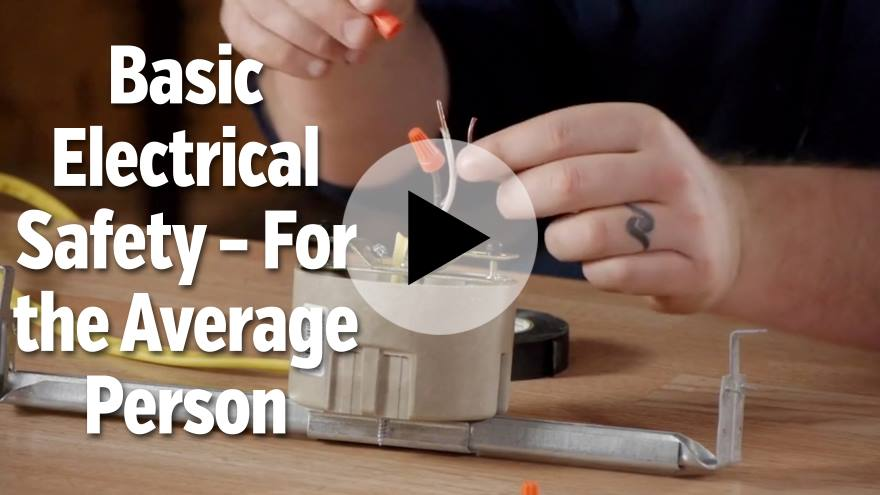 Basic
Electrical
Safety – For
the Average
Person